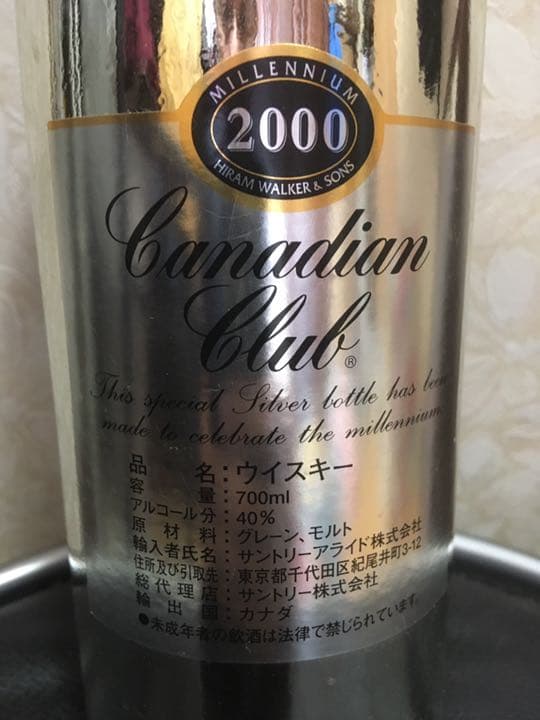 MILLENNIUM
2000
HIRAM WALKER & SONS
Canadian
Club®
This special Silver bottle has been
made to celebrate the millennium.
品 名：ウイスキー
容 量：700ml
アルコール分：40%
原 材 料：グレーン、モルト
輸入者氏名：サントリーアライド株式会社
住所及び引取先：東京都千代田区紀尾井町3-12
総代理店：サントリー株式会社
輸 出 国：カナダ
●未成年者の飲酒は法律で禁じられています。